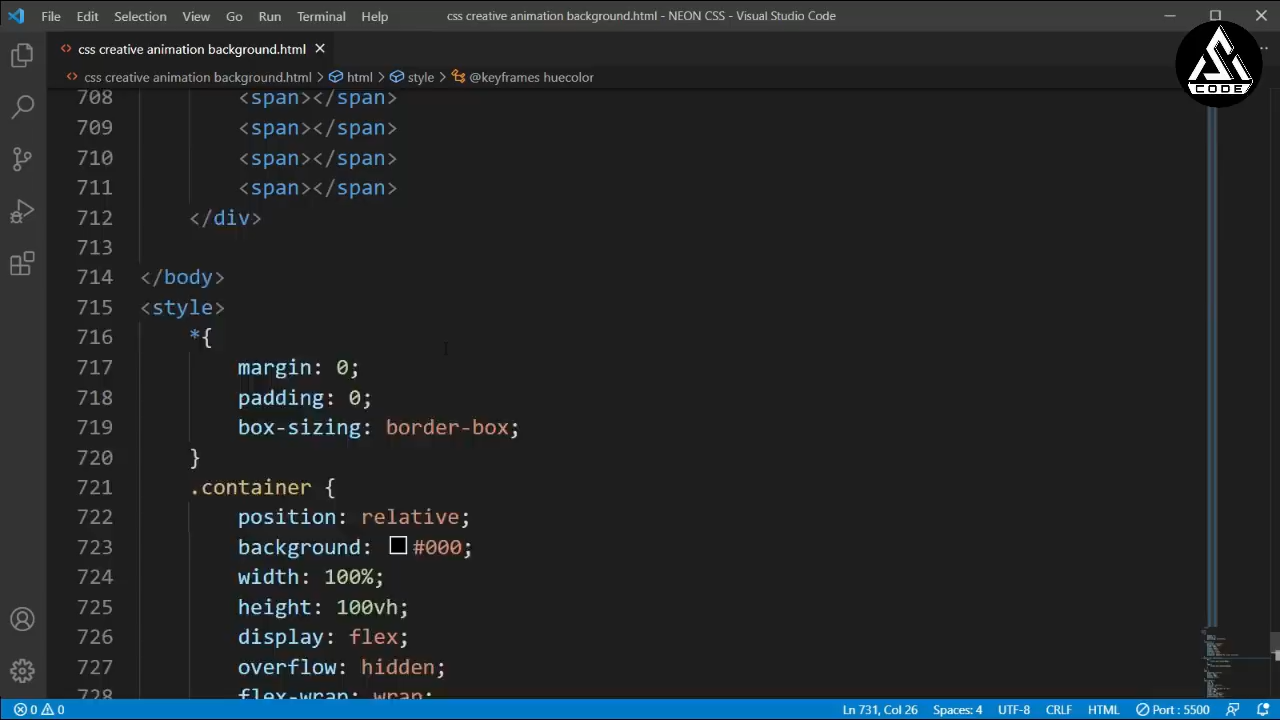 File Edit Selection View Go Run Terminal Help css creative animation background.html - NEON CSS - Visual Studio Code
css creative animation background.html
css creative animation background.html > html > style > @keyframes huecolor
CODE
708 <span></span>
709 <span></span>
710 <span></span>
711 <span></span>
712 </div>
713
714 </body>
715 <style>
716 *{
717 margin: 0;
718 padding: 0;
719 box-sizing: border-box;
720 }
721 .container {
722 position: relative;
723 background: #000;
724 width: 100%;
725 height: 100vh;
726 display: flex;
727 overflow: hidden;
728 flex-wrap: wrap;
0 0 Ln 731, Col 26 Spaces: 4 UTF-8 CRLF HTML Port : 5500